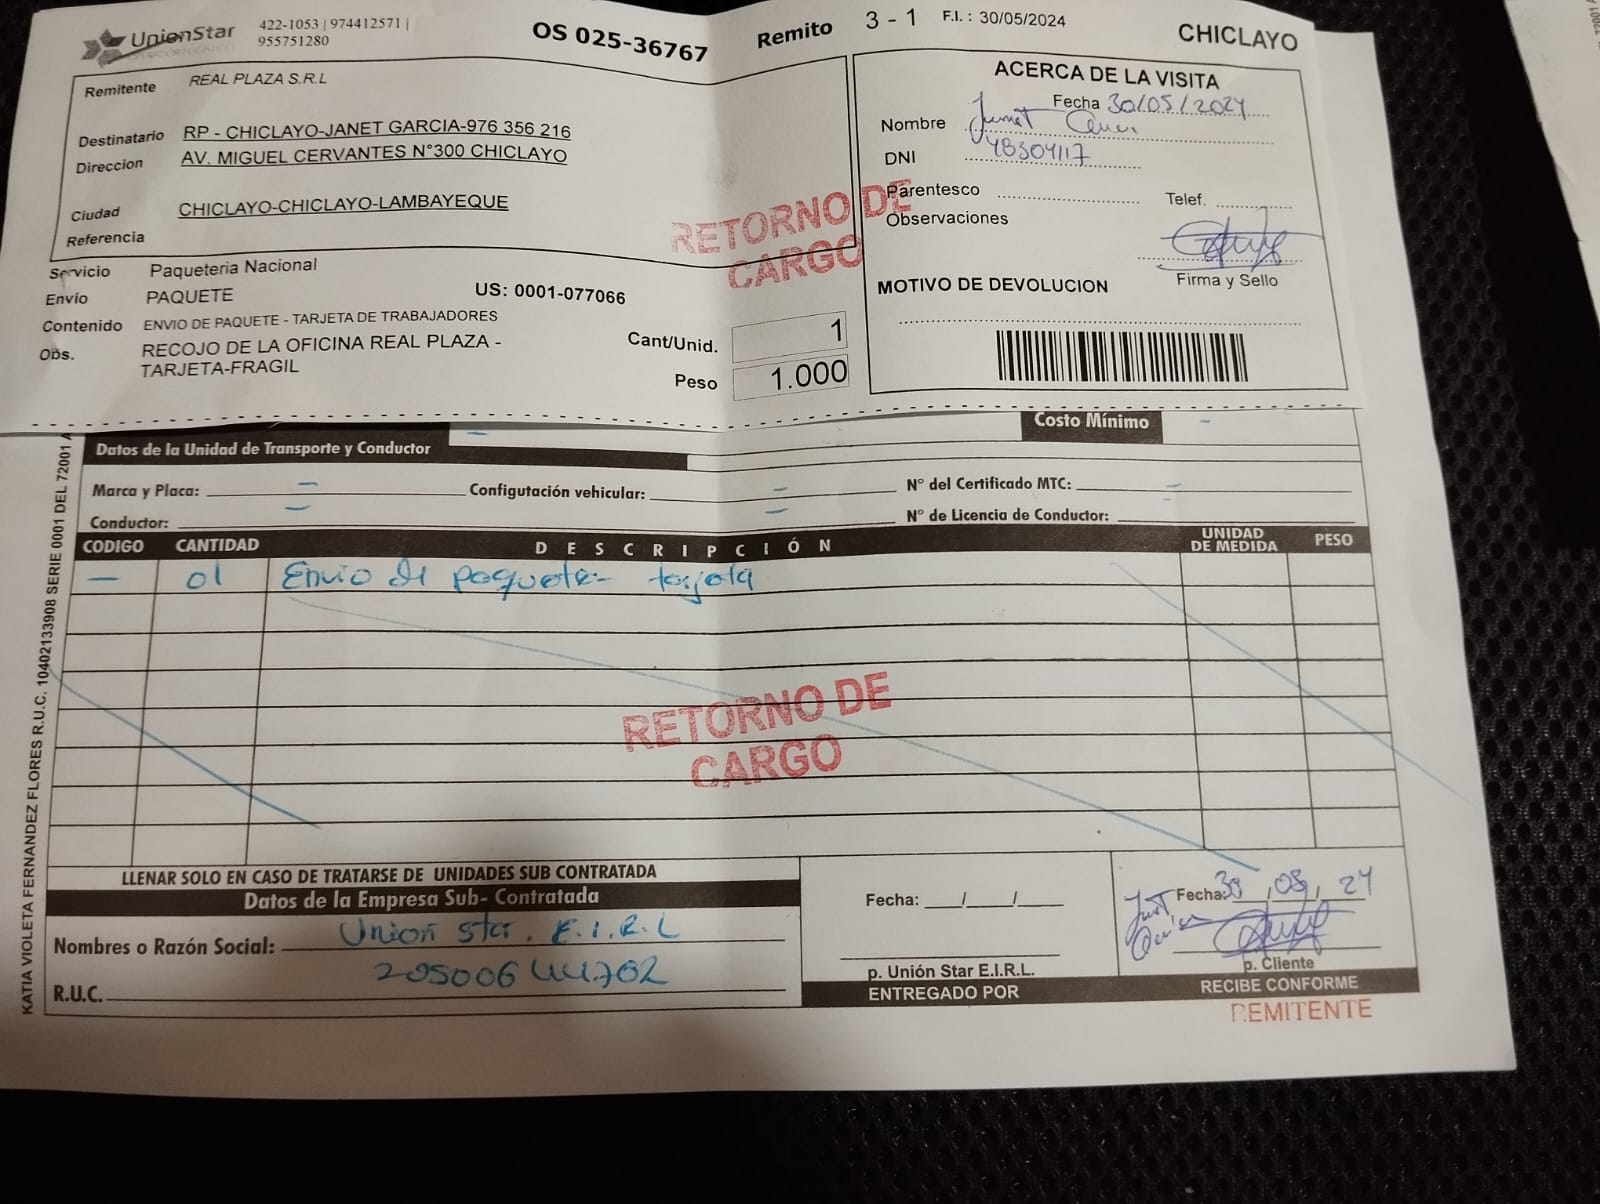 UnionStar
422-1053 | 974412571 |
955751280
OS 025-36767
Remito 3 - 1 F.I. : 30/05/2024
CHICLAYO
Remitente REAL PLAZA S.R.L
Destinatario RP - CHICLAYO-JANET GARCIA-976 356 216
Direccion AV. MIGUEL CERVANTES N°300 CHICLAYO
Ciudad CHICLAYO-CHICLAYO-LAMBAYEQUE
Referencia
Servicio Paqueteria Nacional
Envio PAQUETE
US: 0001-077066
Contenido ENVIO DE PAQUETE - TARJETA DE TRABAJADORES
Obs. RECOJO DE LA OFICINA REAL PLAZA -
TARJETA-FRAGIL
Cant/Unid. 1
Peso 1.000
ACERCA DE LA VISITA
Fecha 30/05/2024
Nombre
DNI 48304117
Parentesco
Telef.
Observaciones
Firma y Sello
MOTIVO DE DEVOLUCION
RETORNO DE
CARGO
Costo Mínimo -
Datos de la Unidad de Transporte y Conductor
Marca y Placa: - Configutación vehicular: - N° del Certificado MTC: -
Conductor: - - N° de Licencia de Conductor:
CODIGO CANTIDAD DESCRIPCIÓN UNIDAD DE MEDIDA PESO
- 01 Envio de paquete - tarjeta
RETORNO DE
CARGO
KATIA VIOLETA FERNANDEZ FLORES R.U.C. 10402133908 SERIE 0001 DEL 72001 A
LLENAR SOLO EN CASO DE TRATARSE DE UNIDADES SUB CONTRATADA
Datos de la Empresa Sub- Contratada
Nombres o Razón Social: Union Star. E.I.R.L
R.U.C.
Fecha: __/__/__
p. Unión Star E.I.R.L.
ENTREGADO POR
Fecha: 30, 05, 24
p. Cliente
RECIBE CONFORME
REMITENTE